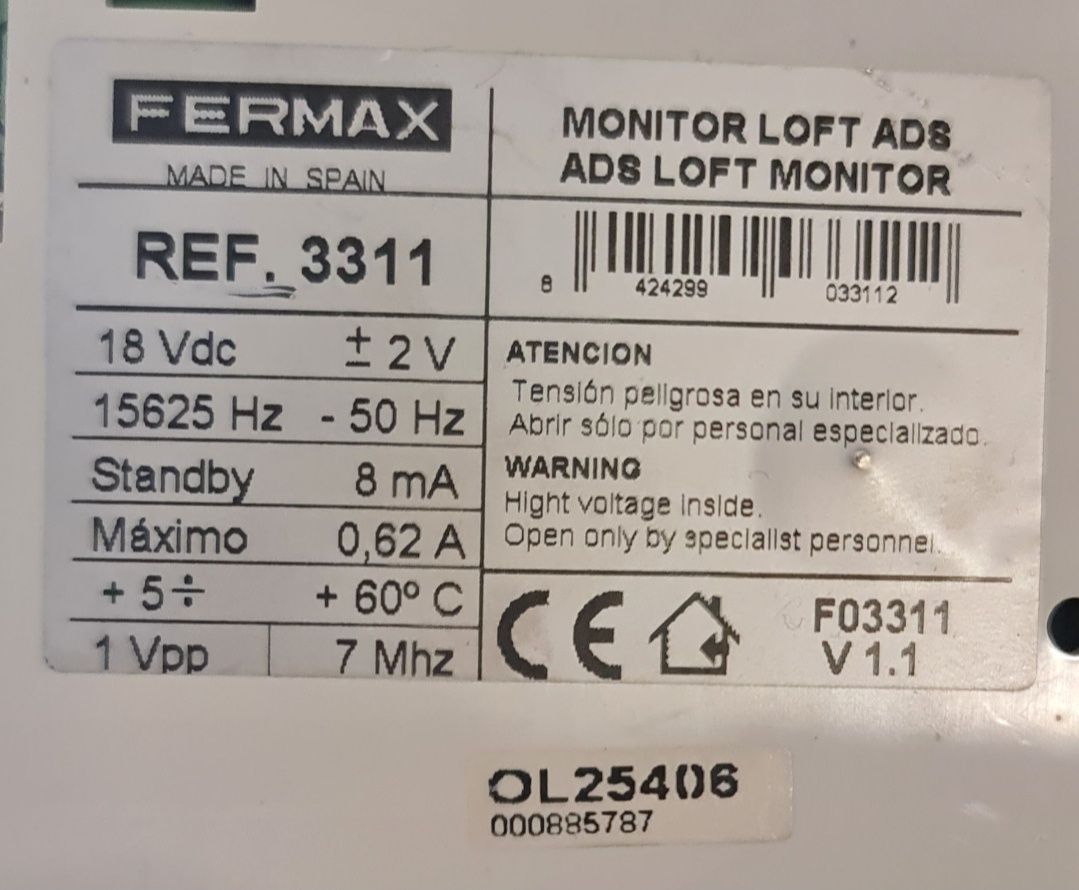 FERMAX
MADE IN SPAIN
REF. 3311
18 Vdc ± 2 V
15625 Hz - 50 Hz
Standby 8 mA
Máximo 0,62 A
+ 5÷ + 60º C
1 Vpp 7 Mhz
MONITOR LOFT ADS
ADS LOFT MONITOR
8 424299 033112
ATENCION
Tensión peligrosa en su interior.
Abrir sólo por personal especializado.
WARNING
Hight voltage inside.
Open only by specialist personnel.
CE F03311
V 1.1
OL25406
000885787